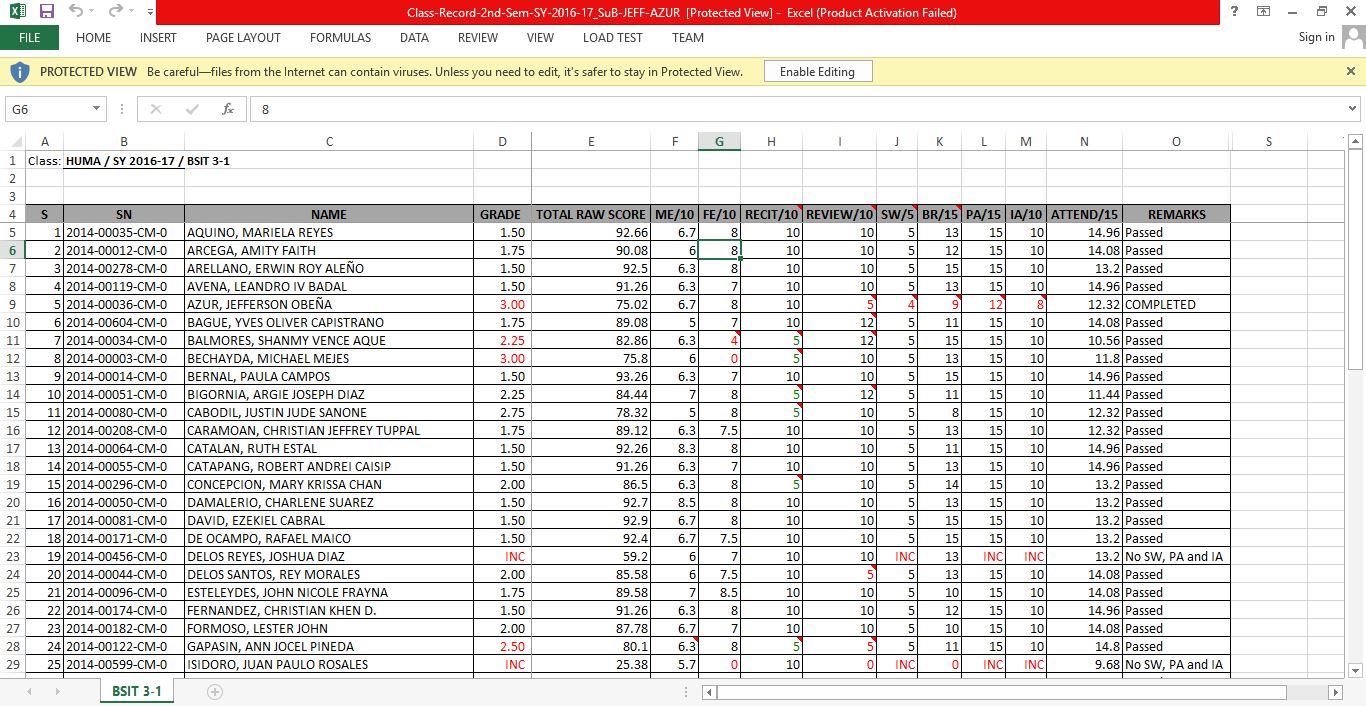 Class-Record-2nd-Sem-SY-2016-17_SuB-JEFF-AZUR [Protected View] - Excel (Product Activation Failed)
FILE HOME INSERT PAGE LAYOUT FORMULAS DATA REVIEW VIEW LOAD TEST TEAM Sign in
PROTECTED VIEW Be careful—files from the Internet can contain viruses. Unless you need to edit, it's safer to stay in Protected View. Enable Editing
G6 fx 8
A B C D E F G H I J K L M N O S
1 Class: HUMA / SY 2016-17 / BSIT 3-1
2
3
4 S SN NAME GRADE TOTAL RAW SCORE ME/10 FE/10 RECIT/10 REVIEW/10 SW/5 BR/15 PA/15 IA/10 ATTEND/15 REMARKS
5 1 2014-00035-CM-0 AQUINO, MARIELA REYES 1.50 92.66 6.7 8 10 10 5 13 15 10 14.96 Passed
6 2 2014-00012-CM-0 ARCEGA, AMITY FAITH 1.75 90.08 6 8 10 10 5 12 15 10 14.08 Passed
7 3 2014-00278-CM-0 ARELLANO, ERWIN ROY ALEÑO 1.50 92.5 6.3 8 10 10 5 15 15 10 13.2 Passed
8 4 2014-00119-CM-0 AVENA, LEANDRO IV BADAL 1.50 91.26 6.3 7 10 10 5 13 15 10 14.96 Passed
9 5 2014-00036-CM-0 AZUR, JEFFERSON OBEÑA 3.00 75.02 6.7 8 10 5 4 9 12 8 12.32 COMPLETED
10 6 2014-00604-CM-0 BAGUE, YVES OLIVER CAPISTRANO 1.75 89.08 5 7 10 12 5 11 15 10 14.08 Passed
11 7 2014-00034-CM-0 BALMORES, SHANMY VENCE AQUE 2.25 82.86 6.3 4 5 12 5 15 15 10 10.56 Passed
12 8 2014-00003-CM-0 BECHAYDA, MICHAEL MEJES 3.00 75.8 6 0 5 10 5 13 15 10 11.8 Passed
13 9 2014-00014-CM-0 BERNAL, PAULA CAMPOS 1.50 93.26 6.3 7 10 10 5 15 15 10 14.96 Passed
14 10 2014-00051-CM-0 BIGORNIA, ARGIE JOSEPH DIAZ 2.25 84.44 7 8 5 12 5 11 15 10 11.44 Passed
15 11 2014-00080-CM-0 CABODIL, JUSTIN JUDE SANONE 2.75 78.32 5 8 5 10 5 8 15 10 12.32 Passed
16 12 2014-00208-CM-0 CARAMOAN, CHRISTIAN JEFFREY TUPPAL 1.75 89.12 6.3 7.5 10 10 5 13 15 10 12.32 Passed
17 13 2014-00064-CM-0 CATALAN, RUTH ESTAL 1.50 92.26 8.3 8 10 10 5 11 15 10 14.96 Passed
18 14 2014-00055-CM-0 CATAPANG, ROBERT ANDREI CAISIP 1.50 91.26 6.3 7 10 10 5 13 15 10 14.96 Passed
19 15 2014-00296-CM-0 CONCEPCION, MARY KRISSA CHAN 2.00 86.5 6.3 8 5 10 5 14 15 10 13.2 Passed
20 16 2014-00050-CM-0 DAMALERIO, CHARLENE SUAREZ 1.50 92.7 8.5 8 10 10 5 13 15 10 13.2 Passed
21 17 2014-00081-CM-0 DAVID, EZEKIEL CABRAL 1.50 92.9 6.7 8 10 10 5 15 15 10 13.2 Passed
22 18 2014-00171-CM-0 DE OCAMPO, RAFAEL MAICO 1.50 92.4 6.7 7.5 10 10 5 15 15 10 13.2 Passed
23 19 2014-00456-CM-0 DELOS REYES, JOSHUA DIAZ INC 59.2 6 7 10 10 INC 13 INC INC 13.2 No SW, PA and IA
24 20 2014-00044-CM-0 DELOS SANTOS, REY MORALES 2.00 85.58 6 7.5 10 5 5 13 15 10 14.08 Passed
25 21 2014-00096-CM-0 ESTELEYDES, JOHN NICOLE FRAYNA 1.75 89.58 7 8.5 10 10 5 10 15 10 14.08 Passed
26 22 2014-00174-CM-0 FERNANDEZ, CHRISTIAN KHEN D. 1.50 91.26 6.3 8 10 10 5 12 15 10 14.96 Passed
27 23 2014-00182-CM-0 FORMOSO, LESTER JOHN 2.00 87.78 6.7 7 10 10 5 10 15 10 14.08 Passed
28 24 2014-00122-CM-0 GAPASIN, ANN JOCEL PINEDA 2.50 80.1 6.3 8 5 5 5 11 15 10 14.8 Passed
29 25 2014-00599-CM-0 ISIDORO, JUAN PAULO ROSALES INC 25.38 5.7 0 10 0 INC 0 INC INC 9.68 No SW, PA and IA
BSIT 3-1